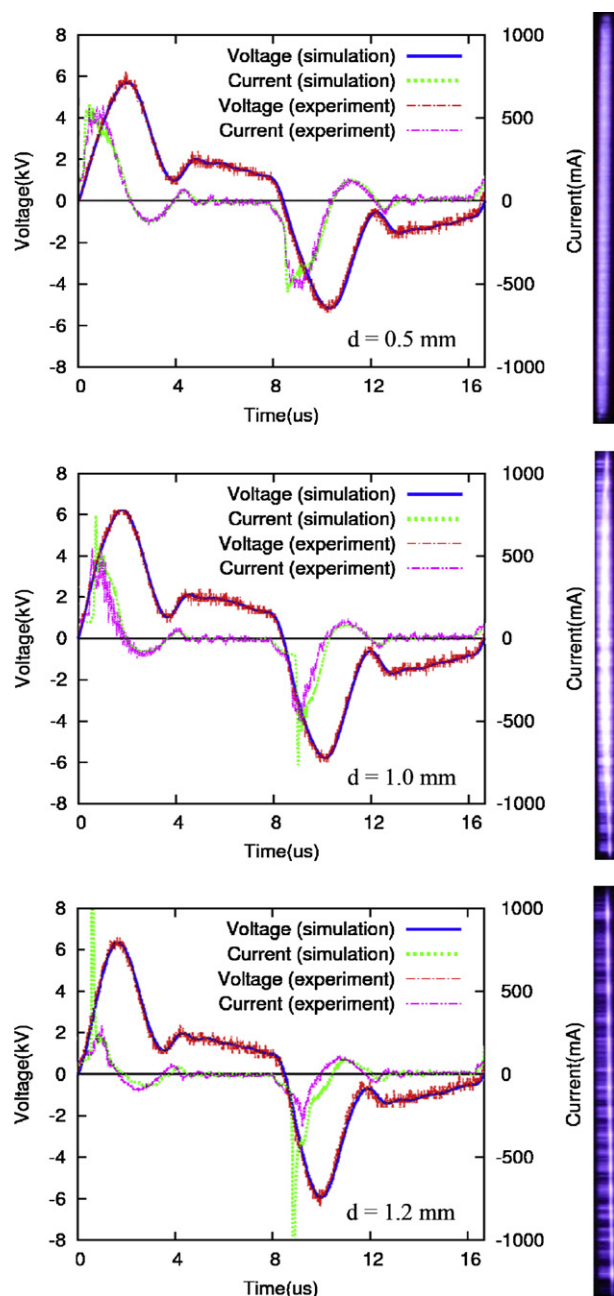 8
1000
6
Voltage (simulation)
Current (simulation)
4
Voltage (experiment)
500
Current (experiment)
2
0
0
Voltage(kV)
Current(mA)
-2
-4
-500
-6
d = 0.5 mm
-8
-1000
0 4 8 12 16
Time(us)
8
1000
Voltage (simulation)
6
Current (simulation)
4
Voltage (experiment)
500
Current (experiment)
2
0
0
Voltage(kV)
Current(mA)
-2
-4
-500
-6
d = 1.0 mm
-8
-1000
0 4 8 12 16
Time(us)
8
1000
Voltage (simulation)
6
Current (simulation)
4
Voltage (experiment)
500
Current (experiment)
2
0
0
Voltage(kV)
Current(mA)
-2
-4
-500
-6
d = 1.2 mm
-8
-1000
0 4 8 12 16
Time(us)